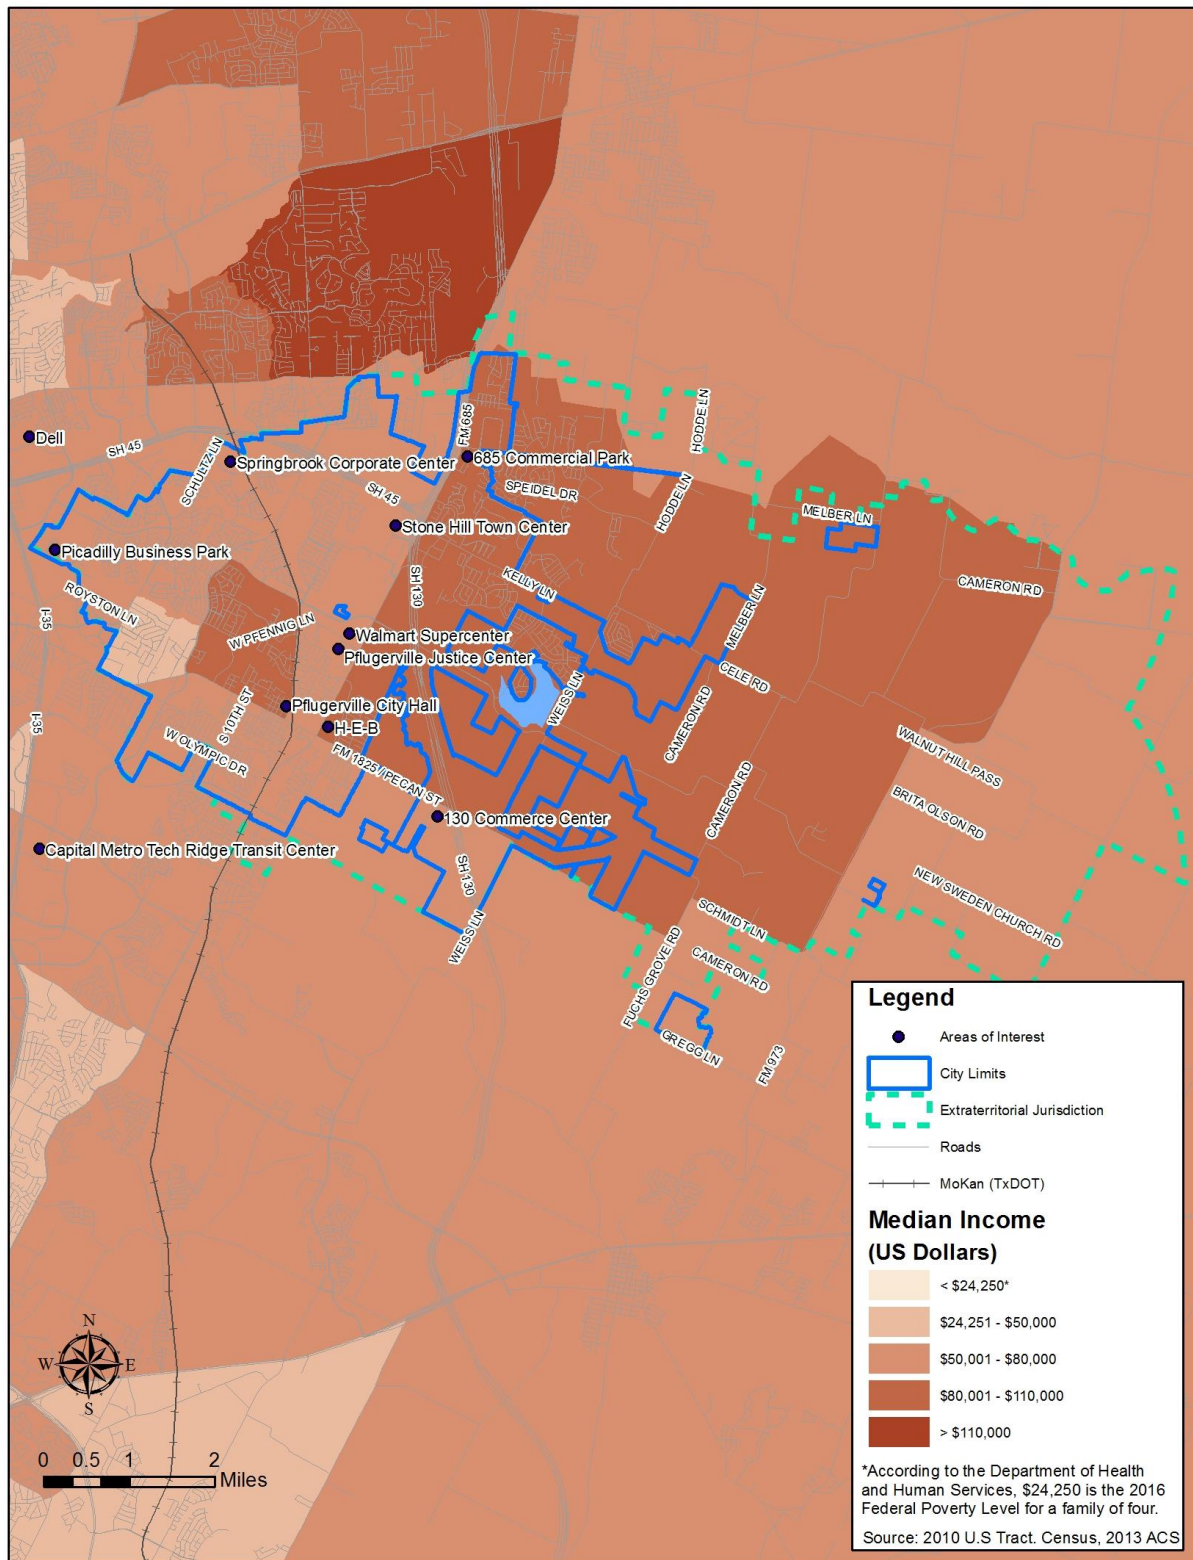 HODDE LN
FM 685
Dell
SH 45
SCHULTZ LN
Springbrook Corporate Center
685 Commercial Park
SPEIDEL DR
SH 45
HODDE LN
MELBER LN
Stone Hill Town Center
Picadilly Business Park
KELLY LN
SH 130
CAMERON RD
ROYSTON LN
I-35
W PFENNIG LN
MELBER LN
Walmart Supercenter
Pflugerville Justice Center
CELE RD
WEISS LN
S 10TH ST
Pflugerville City Hall
H-E-B
I-35
CAMERON RD
WALNUT HILL PASS
W OLYMPIC DR
FM 1825 / PECAN ST
CAMERON RD
BRITA OLSON RD
130 Commerce Center
Capital Metro Tech Ridge Transit Center
SH 130
WEISS LN
SCHMIDT LN
NEW SWEDEN CHURCH RD
FUCHS GROVE RD
CAMERON RD
GREGG LN
FM 973
Legend
Areas of Interest
City Limits
Extraterritorial Jurisdiction
Roads
MoKan (TxDOT)
Median Income
(US Dollars)
< $24,250*
$24,251 - $50,000
$50,001 - $80,000
$80,001 - $110,000
> $110,000
*According to the Department of Health
and Human Services, $24,250 is the 2016
Federal Poverty Level for a family of four.
Source: 2010 U.S Tract. Census, 2013 ACS
N
W E
S
0 0.5 1 2
Miles